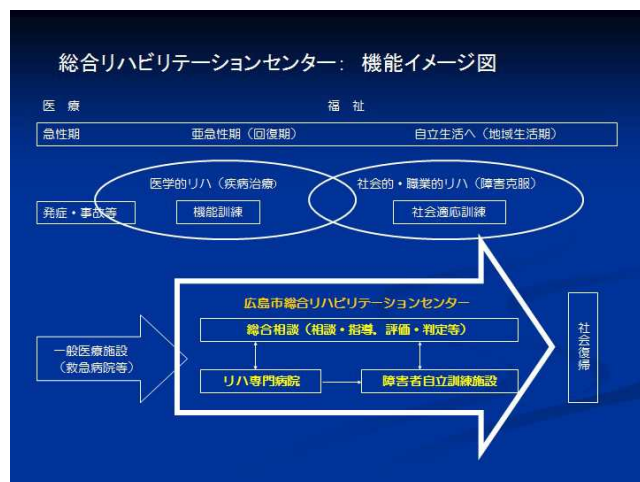 総合リハビリテーションセンター： 機能イメージ図
医 療
福 祉
急性期 亜急性期（回復期） 自立生活へ（地域生活期）
医学的リハ（疾病治療）
社会的・職業的リハ（障害克服）
発症・事故等
機能訓練
社会適応訓練
広島市総合リハビリテーションセンター
総合相談（相談・指導，評価・判定等）
一般医療施設
（救急病院等）
リハ専門病院
障害者自立訓練施設
社会復帰